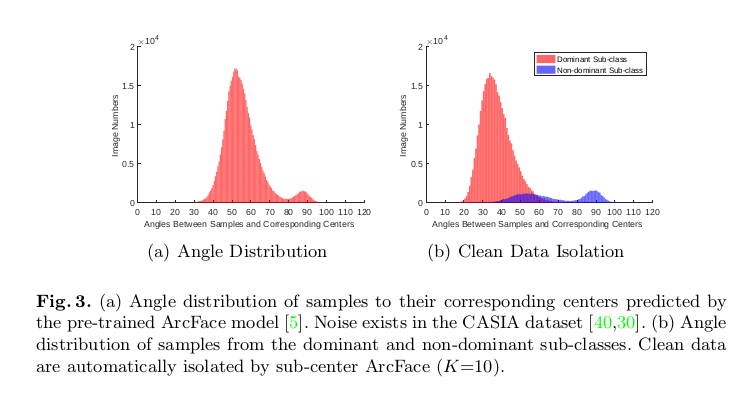 ×10⁴
2
1.5
1
0.5
0
Image Numbers
0 10 20 30 40 50 60 70 80 90 100 110 120
Angles Between Samples and Corresponding Centers
(a) Angle Distribution
×10⁴
2
1.5
1
0.5
0
Image Numbers
Dominant Sub-class
Non-dominant Sub-class
0 10 20 30 40 50 60 70 80 90 100 110 120
Angles Between Samples and Corresponding Centers
(b) Clean Data Isolation
Fig. 3. (a) Angle distribution of samples to their corresponding centers predicted by
the pre-trained ArcFace model [5]. Noise exists in the CASIA dataset [40,30]. (b) Angle
distribution of samples from the dominant and non-dominant sub-classes. Clean data
are automatically isolated by sub-center ArcFace (K=10).